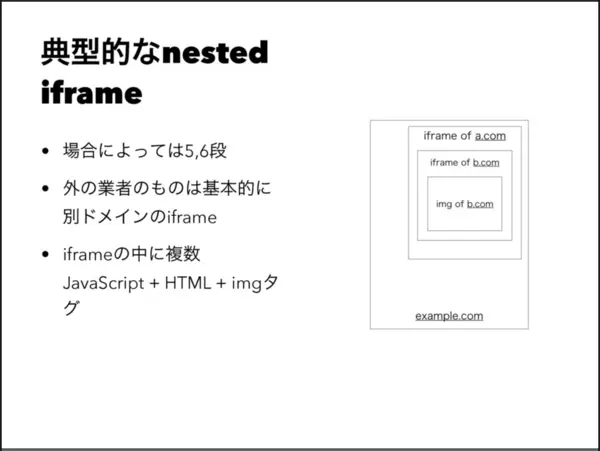 典型的なnested
iframe
• 場合によっては5,6段
• 外の業者のものは基本的に
別ドメインのiframe
• iframeの中に複数
JavaScript + HTML + imgタ
グ
iframe of a.com
iframe of b.com
img of b.com
example.com